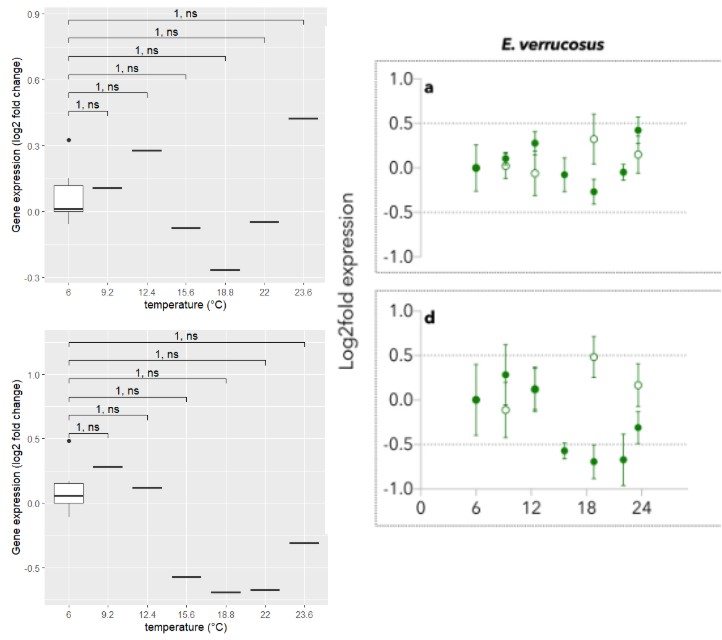 0.9
0.6
0.3
0.0
-0.3
Gene expression (log2 fold change)
1, ns
1, ns
1, ns
1, ns
1, ns
1, ns
6 9.2 12.4 15.6 18.8 22 23.6
temperature (°C)
1.0
0.5
0.0
-0.5
Gene expression (log2 fold change)
1, ns
1, ns
1, ns
1, ns
1, ns
1, ns
6 9.2 12.4 15.6 18.8 22 23.6
temperature (°C)
E. verrucosus
Log2fold expression
a
1.0
0.5
0.0
-0.5
-1.0
d
1.0
0.5
0.0
-0.5
-1.0
0 6 12 18 24